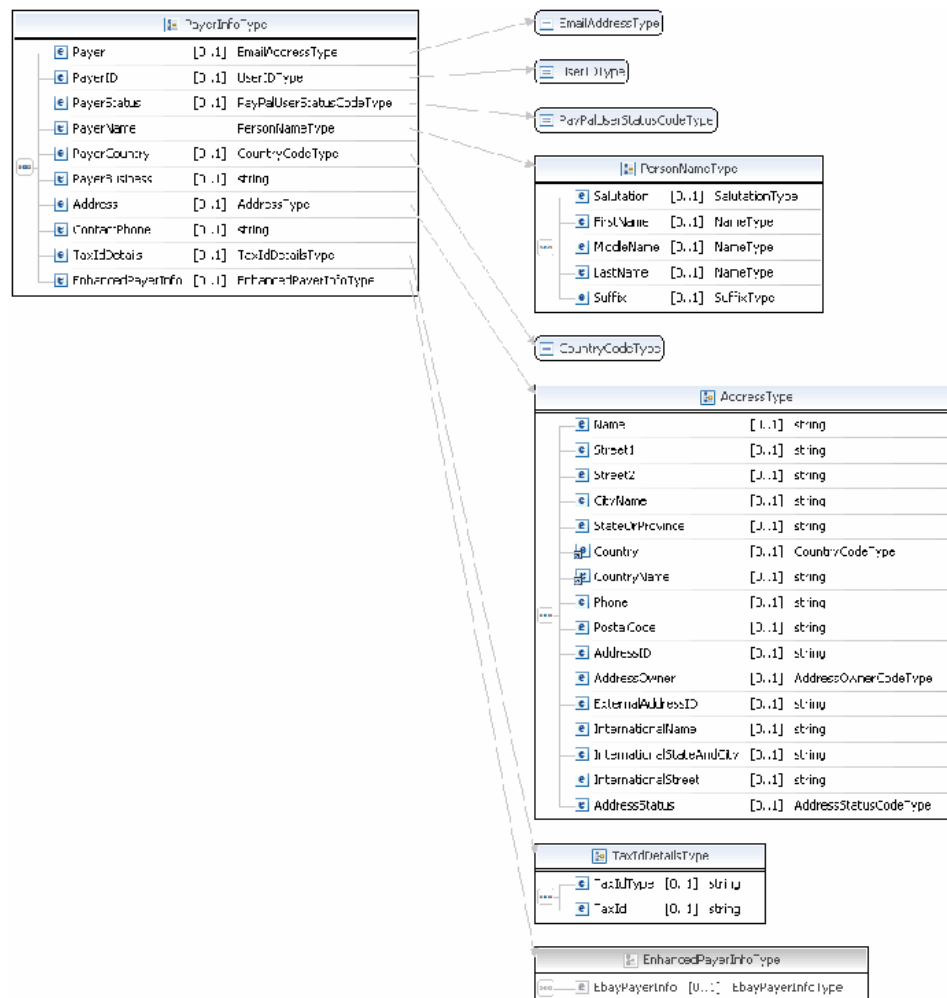 PayerInfoType
Payer [0..1] EmailAddressType
PayerID [0..1] UserIDType
PayerStatus [0..1] PayPalUserStatusCodeType
PayerName PersonNameType
PayerCountry [0..1] CountryCodeType
PayerBusiness [0..1] string
Address [0..1] AddressType
ContactPhone [0..1] string
TaxIdDetails [0..1] TaxIdDetailsType
EnhancedPayerInfo [0..1] EnhancedPayerInfoType
EmailAddressType
UserIDType
PayPalUserStatusCodeType
PersonNameType
Salutation [0..1] SalutationType
FirstName [0..1] NameType
MiddleName [0..1] NameType
LastName [0..1] NameType
Suffix [0..1] SuffixType
CountryCodeType
AddressType
Name [0..1] string
Street1 [0..1] string
Street2 [0..1] string
CityName [0..1] string
StateOrProvince [0..1] string
Country [0..1] CountryCodeType
CountryName [0..1] string
Phone [0..1] string
PostalCode [0..1] string
AddressID [0..1] string
AddressOwner [0..1] AddressOwnerCodeType
ExternalAddressID [0..1] string
InternationalName [0..1] string
InternationalStateAndCity [0..1] string
InternationalStreet [0..1] string
AddressStatus [0..1] AddressStatusCodeType
TaxIdDetailsType
TaxIdType [0..1] string
TaxId [0..1] string
EnhancedPayerInfoType
EbayPayerInfo [0..1] EbayPayerInfoType